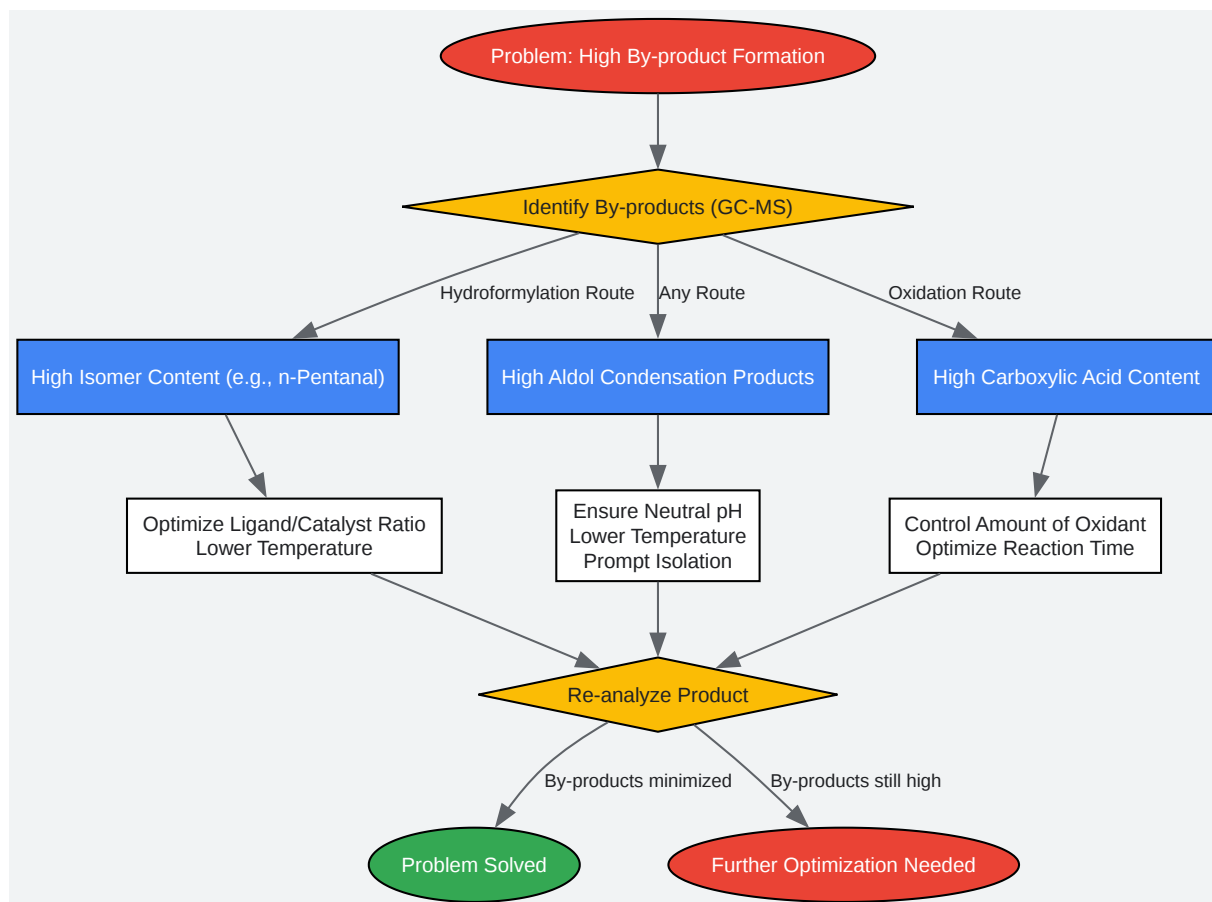 Problem: High By-product Formation
Identify By-products (GC-MS)
Hydroformylation Route
Any Route
Oxidation Route
High Isomer Content (e.g., n-Pentanal)
High Aldol Condensation Products
High Carboxylic Acid Content
Optimize Ligand/Catalyst Ratio
Lower Temperature
Ensure Neutral pH
Lower Temperature
Prompt Isolation
Control Amount of Oxidant
Optimize Reaction Time
Re-analyze Product
By-products minimized
By-products still high
Problem Solved
Further Optimization Needed